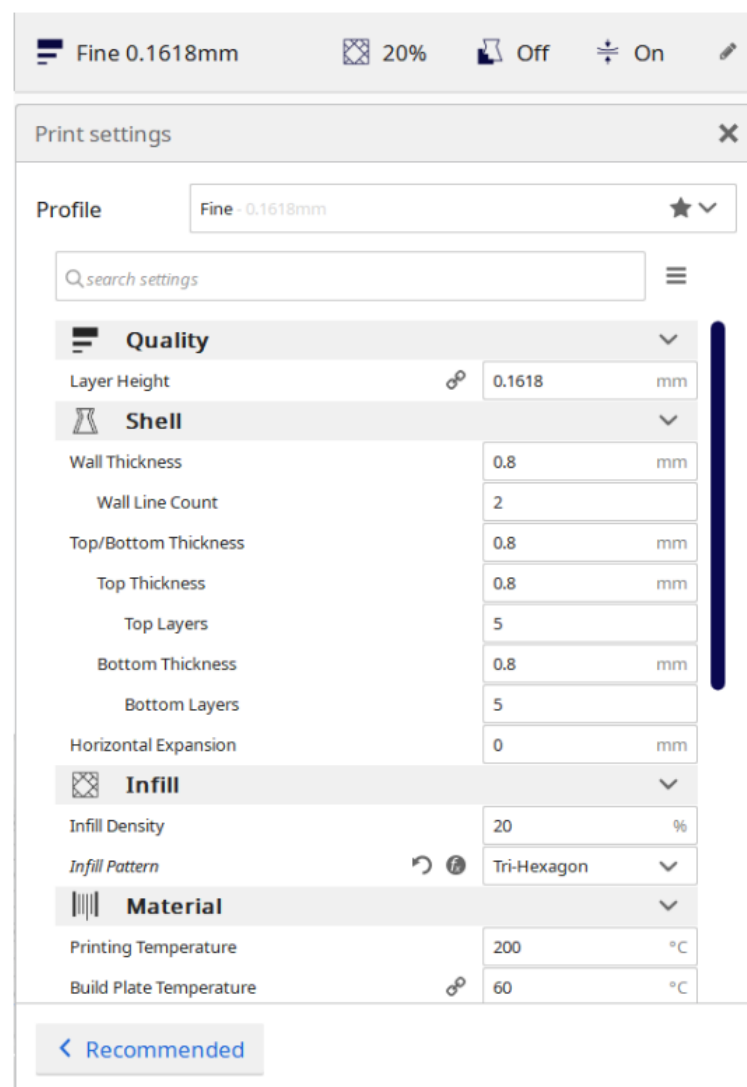 Fine 0.1618mm 20% Off On
Print settings
Profile Fine - 0.1618mm
search settings
Quality
Layer Height 0.1618 mm
Shell
Wall Thickness 0.8 mm
Wall Line Count 2
Top/Bottom Thickness 0.8 mm
Top Thickness 0.8 mm
Top Layers 5
Bottom Thickness 0.8 mm
Bottom Layers 5
Horizontal Expansion 0 mm
Infill
Infill Density 20 %
Infill Pattern fx Tri-Hexagon
Material
Printing Temperature 200 °C
Build Plate Temperature 60 °C
Recommended